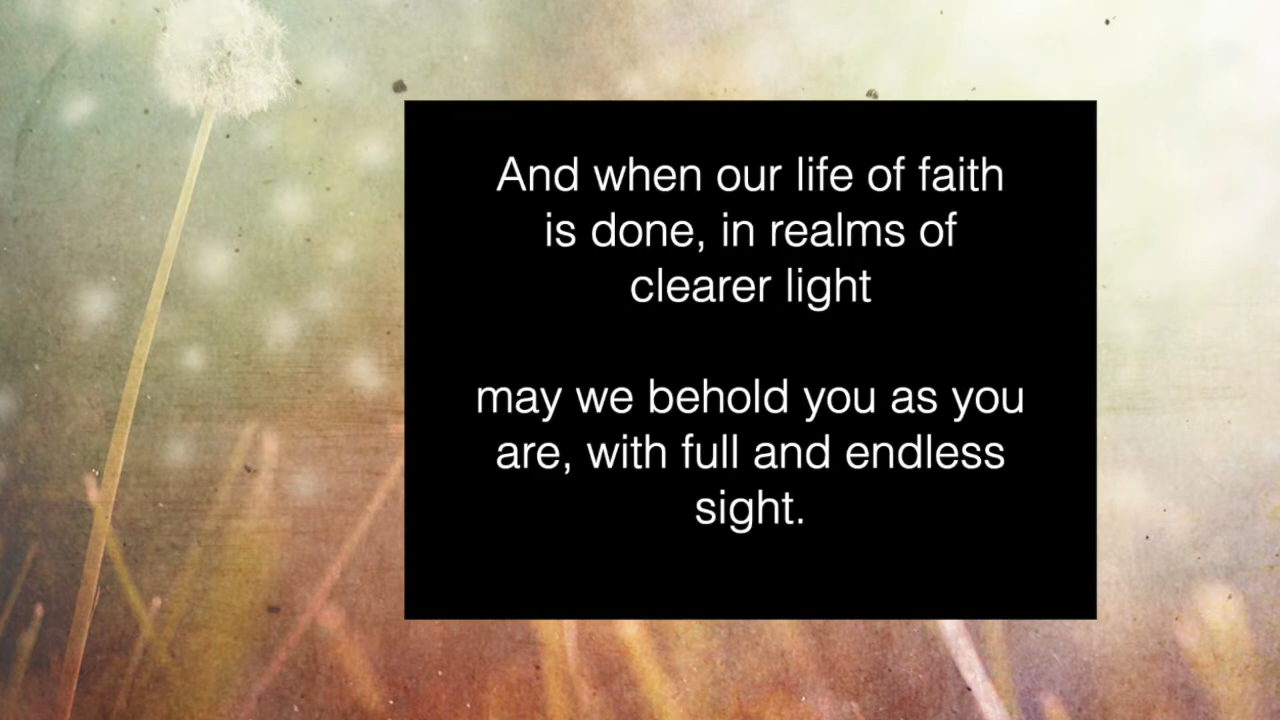 And when our life of faith
is done, in realms of
clearer light
may we behold you as you
are, with full and endless
sight.